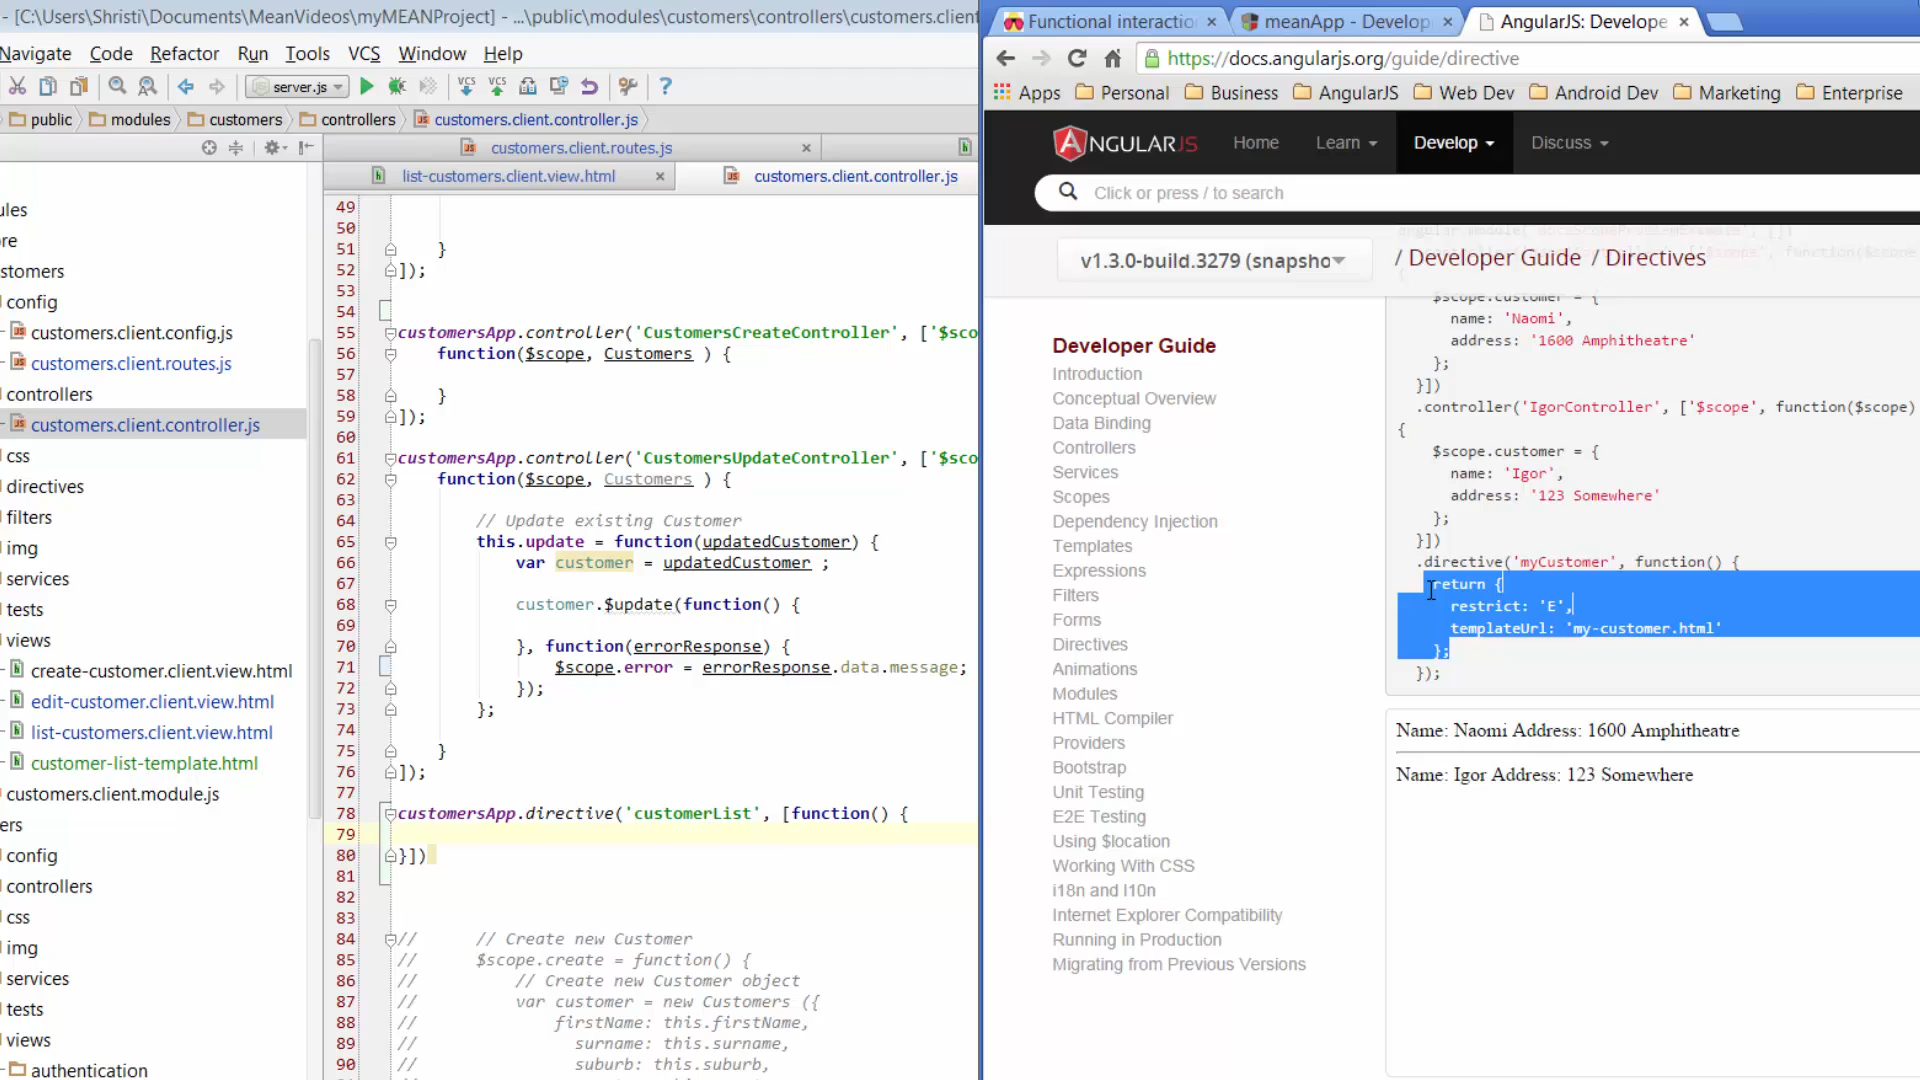 - [C:\Users\Shristi\Documents\MeanVideos\myMEANProject] - ...\public\modules\customers\controllers\customers.client
Navigate Code Refactor Run Tools VCS Window Help
server.js
public modules customers controllers customers.client.controller.js
customers.client.routes.js
list-customers.client.view.html customers.client.controller.js
ules
re
stomers
config
customers.client.config.js
customers.client.routes.js
controllers
customers.client.controller.js
css
directives
filters
img
services
tests
views
create-customer.client.view.html
edit-customer.client.view.html
list-customers.client.view.html
customer-list-template.html
customers.client.module.js
ers
config
controllers
css
img
services
tests
views
authentication
49
50
51 }
52 ]);
53
54
55 customersApp.controller('CustomersCreateController', ['$sco
56 function($scope, Customers ) {
57
58 }
59 ]);
60
61 customersApp.controller('CustomersUpdateController', ['$sco
62 function($scope, Customers ) {
63
64 // Update existing Customer
65 this.update = function(updatedCustomer) {
66 var customer = updatedCustomer ;
67
68 customer.$update(function() {
69
70 }, function(errorResponse) {
71 $scope.error = errorResponse.data.message;
72 });
73 };
74
75 }
76 ]);
77
78 customersApp.directive('customerList', [function() {
79
80 }])
81
82
83
84 // // Create new Customer
85 // $scope.create = function() {
86 // // Create new Customer object
87 // var customer = new Customers ({
88 // firstName: this.firstName,
89 // surname: this.surname,
90 // suburb: this.suburb,
Functional interactio meanApp - Develop AngularJS: Develope
https://docs.angularjs.org/guide/directive
Apps Personal Business AngularJS Web Dev Android Dev Marketing Enterprise
ANGULARJS Home Learn Develop Discuss
Click or press / to search
v1.3.0-build.3279 (snapsho / Developer Guide / Directives
Developer Guide
Introduction
Conceptual Overview
Data Binding
Controllers
Services
Scopes
Dependency Injection
Templates
Expressions
Filters
Forms
Directives
Animations
Modules
HTML Compiler
Providers
Bootstrap
Unit Testing
E2E Testing
Using $location
Working With CSS
i18n and l10n
Internet Explorer Compatibility
Running in Production
Migrating from Previous Versions
$scope.customer = {
name: 'Naomi',
address: '1600 Amphitheatre'
};
}])
.controller('IgorController', ['$scope', function($scope)
{
$scope.customer = {
name: 'Igor',
address: '123 Somewhere'
};
}])
.directive('myCustomer', function() {
return {
restrict: 'E',
templateUrl: 'my-customer.html'
};
});
Name: Naomi Address: 1600 Amphitheatre
Name: Igor Address: 123 Somewhere